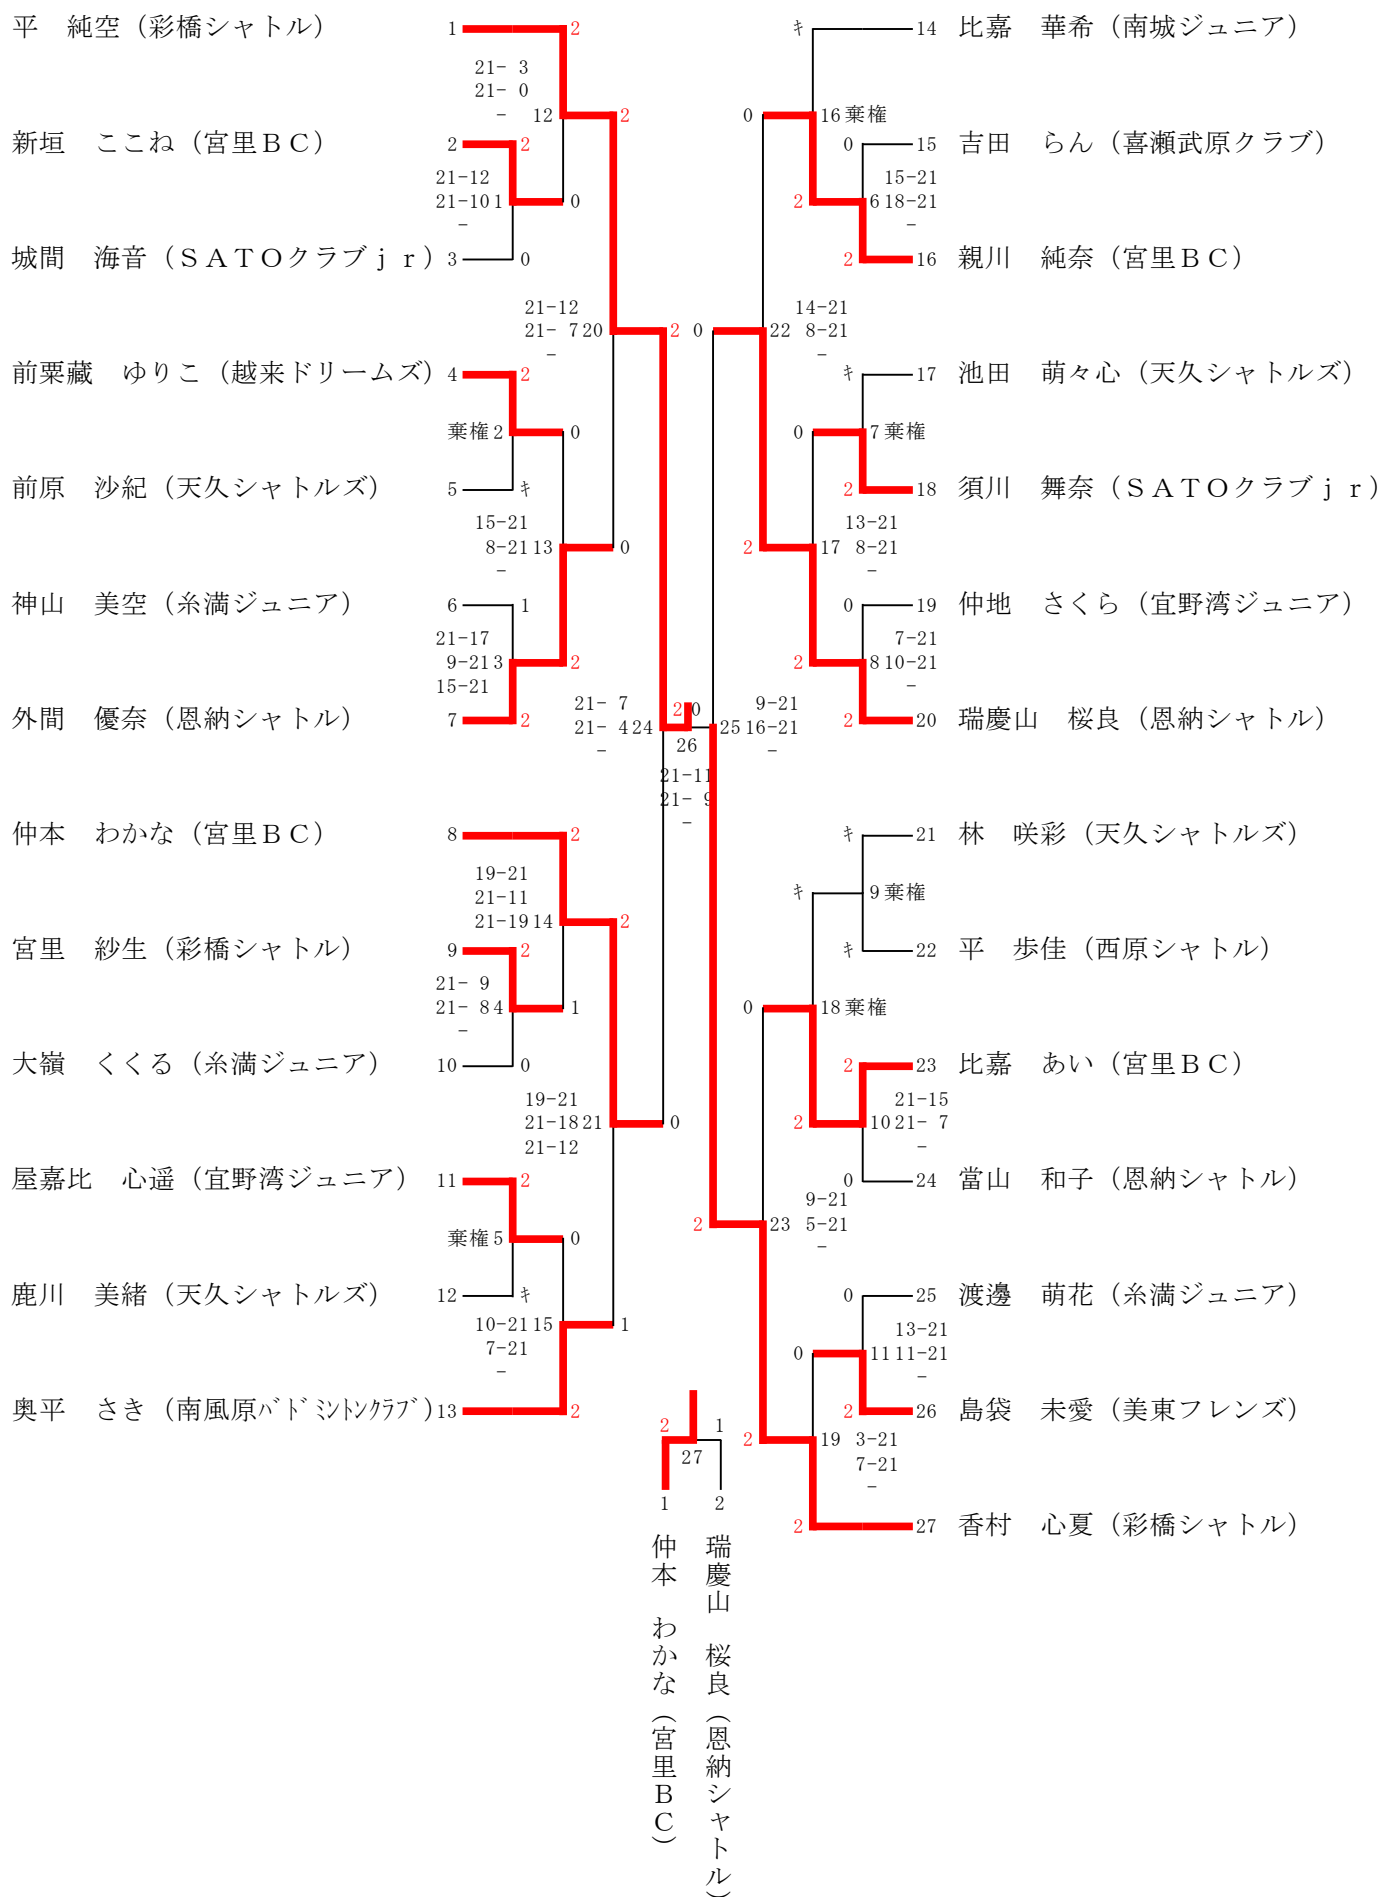 平　純空（彩橋シャトル） 1 2
21- 3
21- 0
- 12 2
新垣　ここね（宮里ＢＣ） 2 2
21-12
21-10 1 0
-
城間　海音（ＳＡＴＯクラブｊｒ） 3 0
21-12
21- 7 20 2
-
前栗藏　ゆりこ（越来ドリームズ） 4 2
棄権 2 0
前原　沙紀（天久シャトルズ） 5 ｷ
15-21
8-21 13 0
-
神山　美空（糸満ジュニア） 6 1
21-17
9-21 3 2
15-21
外間　優奈（恩納シャトル） 7 2
21- 7
21- 4 24 2
-
仲本　わかな（宮里ＢＣ） 8 2
19-21
21-11
21-19 14 2
宮里　紗生（彩橋シャトル） 9 2
21- 9
21- 8 4 1
-
大嶺　くくる（糸満ジュニア） 10 0
19-21
21-18 21 0
21-12
屋嘉比　心遥（宜野湾ジュニア） 11 2
棄権 5 0
鹿川　美緒（天久シャトルズ） 12 ｷ
10-21 15 1
7-21
-
奥平　さき（南風原ﾊﾞﾄﾞﾐﾝﾄﾝｸﾗﾌﾞ） 13 2
0
26
21-11
21- 9
-
ｷ 14 比嘉　華希（南城ジュニア）
0 16 棄権
0 15 吉田　らん（喜瀬武原クラブ）
15-21
2 6 18-21
-
2 16 親川　純奈（宮里ＢＣ）
14-21
0 22 8-21
-
ｷ 17 池田　萌々心（天久シャトルズ）
0 7 棄権
2 18 須川　舞奈（ＳＡＴＯクラブｊｒ）
13-21
2 17 8-21
-
0 19 仲地　さくら（宜野湾ジュニア）
7-21
2 8 10-21
-
2 20 瑞慶山　桜良（恩納シャトル）
9-21
25 16-21
-
ｷ 21 林　咲彩（天久シャトルズ）
ｷ 9 棄権
ｷ 22 平　歩佳（西原シャトル）
0 18 棄権
2 23 比嘉　あい（宮里ＢＣ）
21-15
2 10 21- 7
-
0 24 當山　和子（恩納シャトル）
9-21
2 23 5-21
-
0 25 渡邊　萌花（糸満ジュニア）
13-21
0 11 11-21
-
2 26 島袋　未愛（美東フレンズ）
2 19 3-21
7-21
-
2 27 香村　心夏（彩橋シャトル）
2 1
27
1 2
仲本　わかな（宮里ＢＣ）
瑞慶山　桜良（恩納シャトル）